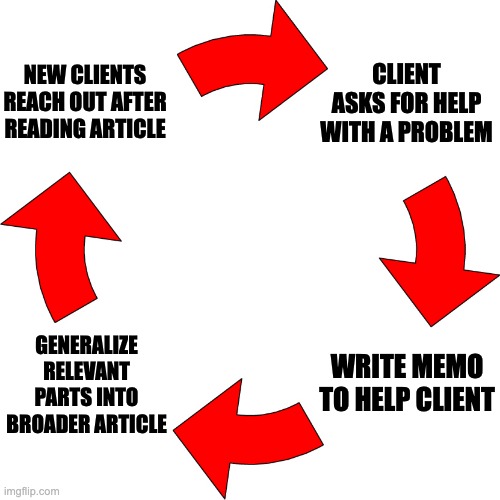 NEW CLIENTS
REACH OUT AFTER
READING ARTICLE
CLIENT
ASKS FOR HELP
WITH A PROBLEM
WRITE MEMO
TO HELP CLIENT
GENERALIZE
RELEVANT
PARTS INTO
BROADER ARTICLE
imgflip.com